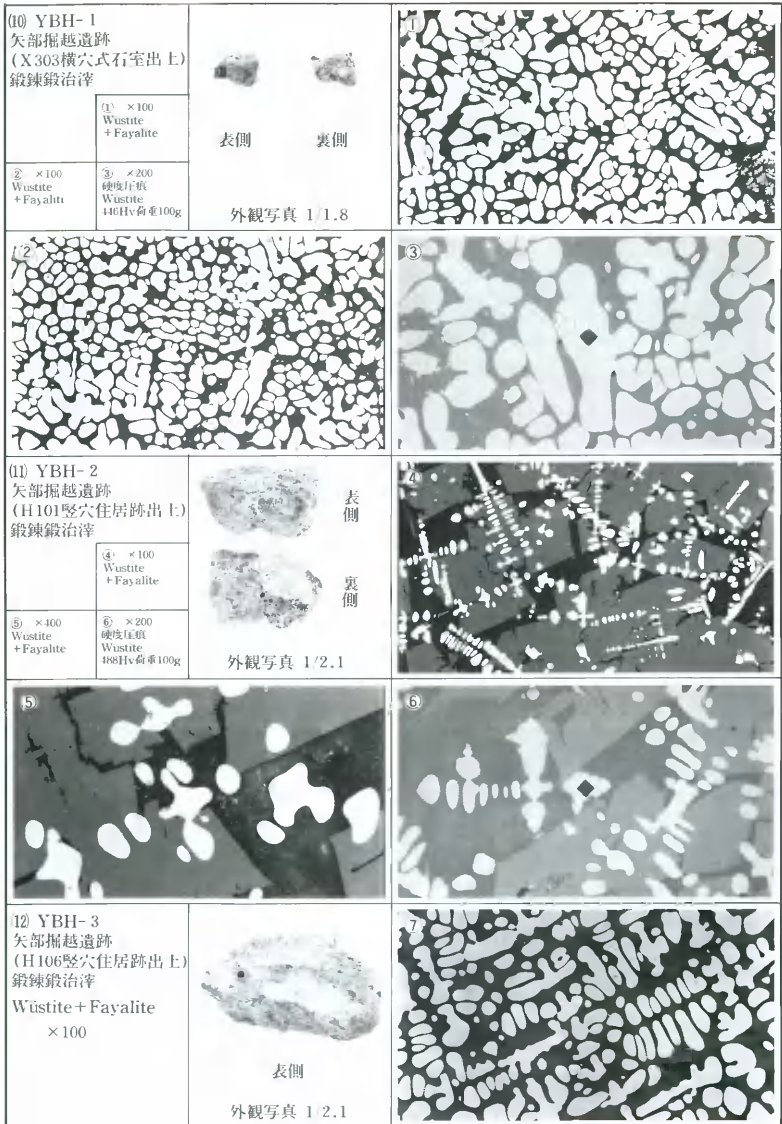 (10) YBH-1
矢部掘越遺跡
(X303横穴式石室出土)
鍛錬鍛冶滓
① ×100
Wüstite
+Fayalite
② ×100
Wüstite
+Fayalite
③ ×200
硬度圧痕
Wüstite
446Hv荷重100g
表側 裏側
外観写真 1/1.8
①
②
③
(11) YBH-2
矢部掘越遺跡
(H101竪穴住居跡出土)
鍛錬鍛冶滓
④ ×100
Wüstite
+Fayalite
⑤ ×400
Wüstite
+Fayalite
⑥ ×200
硬度圧痕
Wüstite
488Hv荷重100g
表側
裏側
外観写真 1/2.1
④
⑤
⑥
(12) YBH-3
矢部掘越遺跡
(H106竪穴住居跡出土)
鍛錬鍛冶滓
Wüstite+Fayalite
×100
表側
外観写真 1/2.1
⑦